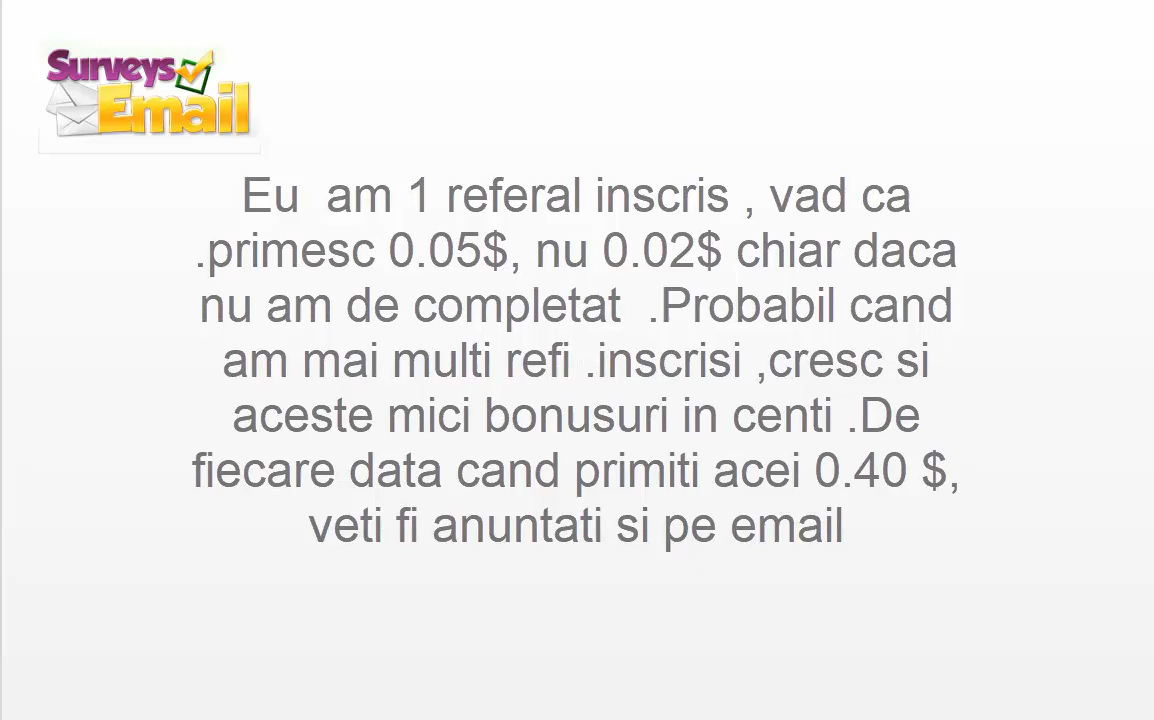 Surveys
Email
Eu  am 1 referal inscris , vad ca
.primesc 0.05$, nu 0.02$ chiar daca
nu am de completat  .Probabil cand
am mai multi refi .inscrisi ,cresc si
aceste mici bonusuri in centi .De
fiecare data cand primiti acei 0.40 $,
veti fi anuntati si pe email